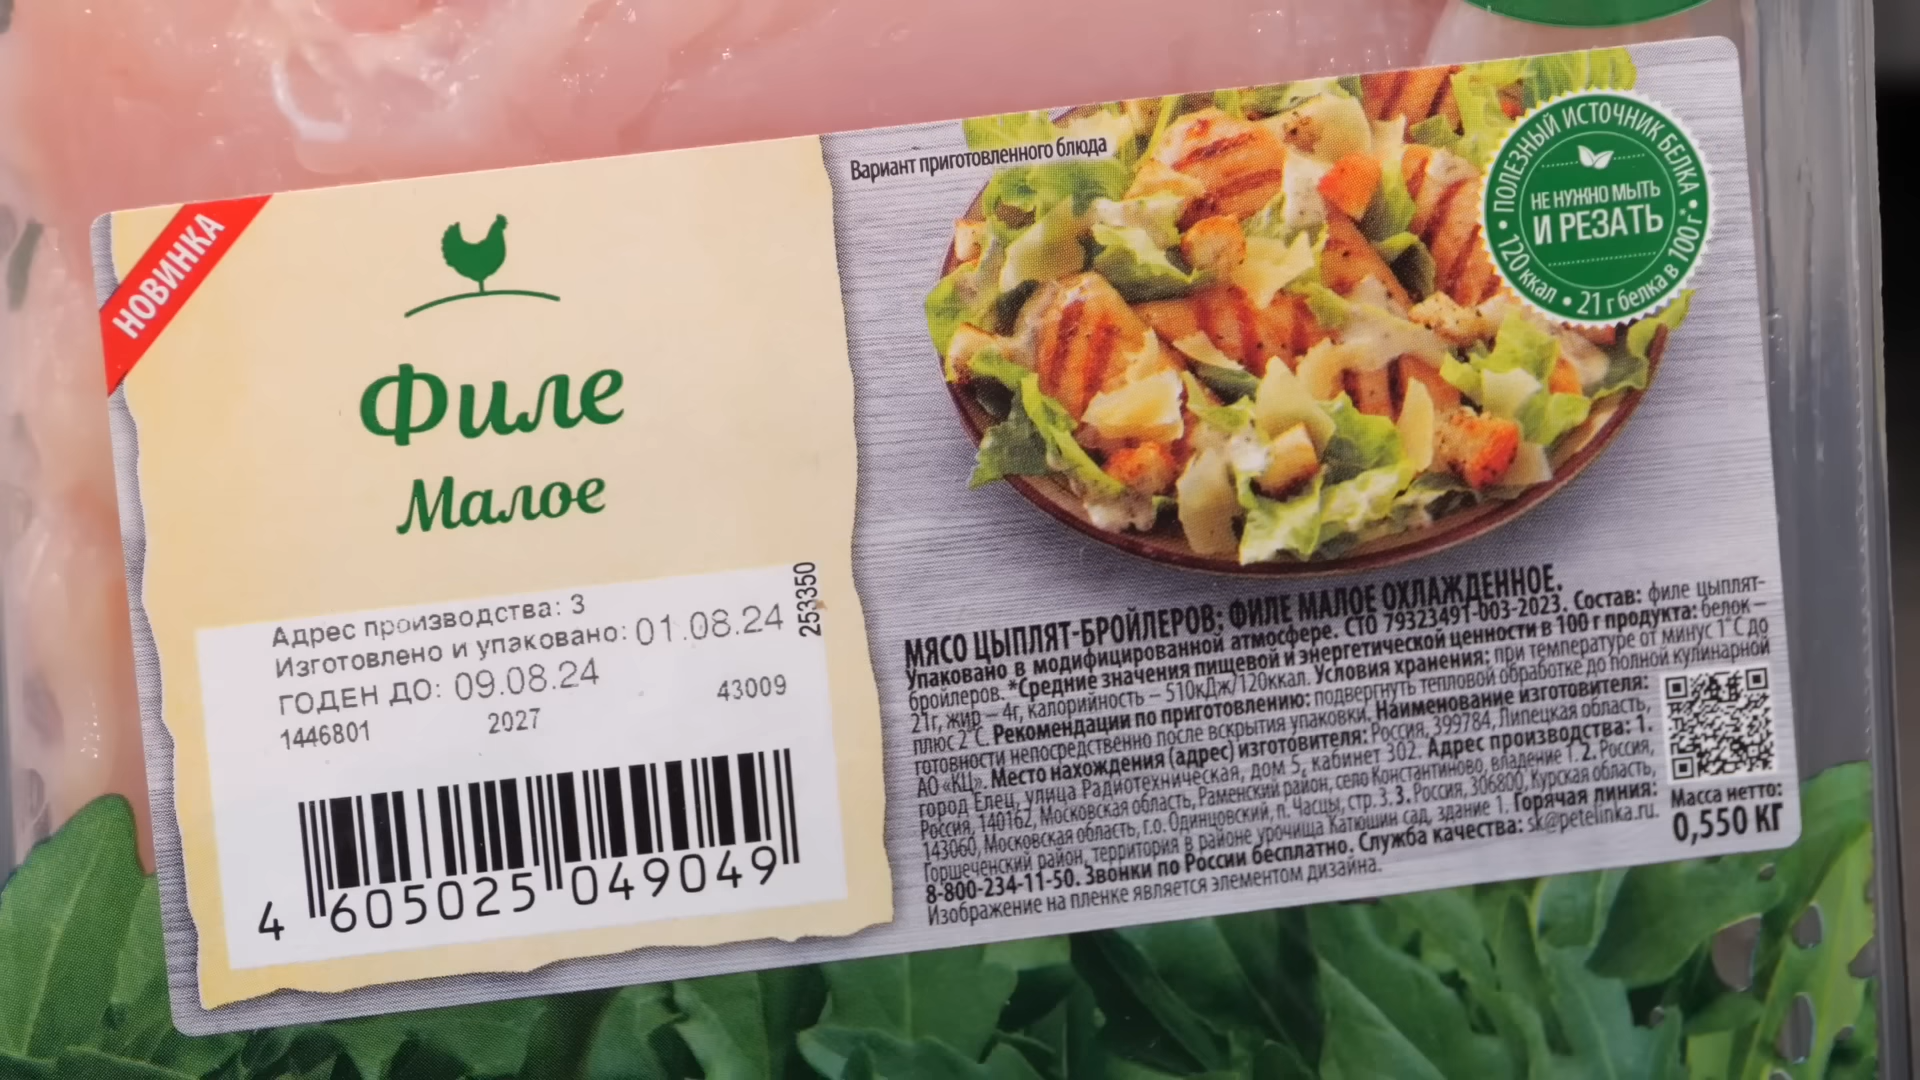 НОВИНКА
Филе
Малое
Адрес производства: 3
Изготовлено и упаковано: 01.08.24
ГОДЕН ДО: 09.08.24
1446801 2027 43009
253350
4 605025 049049
Вариант приготовленного блюда
ПОЛЕЗНЫЙ ИСТОЧНИК БЕЛКА
НЕ НУЖНО МЫТЬ
И РЕЗАТЬ
• 120 ккал • 21 г белка в 100 г* •
МЯСО ЦЫПЛЯТ-БРОЙЛЕРОВ: ФИЛЕ МАЛОЕ ОХЛАЖДЕННОЕ.
Упаковано в модифицированной атмосфере. СТО 79323491-003-2023. Состав: филе цыплят-
бройлеров. *Средние значения пищевой и энергетической ценности в 100 г продукта: белок –
21г, жир – 4г, калорийность – 510кДж/120ккал. Условия хранения: при температуре от минус 1°С до
плюс 2°С. Рекомендации по приготовлению: подвергнуть тепловой обработке до полной кулинарной
готовности непосредственно после вскрытия упаковки. Наименование изготовителя:
АО «КЦ». Место нахождения (адрес) изготовителя: Россия, 399784, Липецкая область,
город Елец, улица Радиотехническая, дом 5, кабинет 302. Адрес производства: 1.
Россия, 140162, Московская область, Раменский район, село Константиново, владение 1. 2. Россия,
143060, Московская область, г.о. Одинцовский, п. Часцы, стр. 3. 3. Россия, 306800, Курская область,
Горшеченский район, территория в районе урочища Катюшин сад, здание 1. Горячая линия:
8-800-234-11-50. Звонки по России бесплатно. Служба качества: sk@petelinka.ru.
Изображение на пленке является элементом дизайна.
Масса нетто:
0,550 КГ